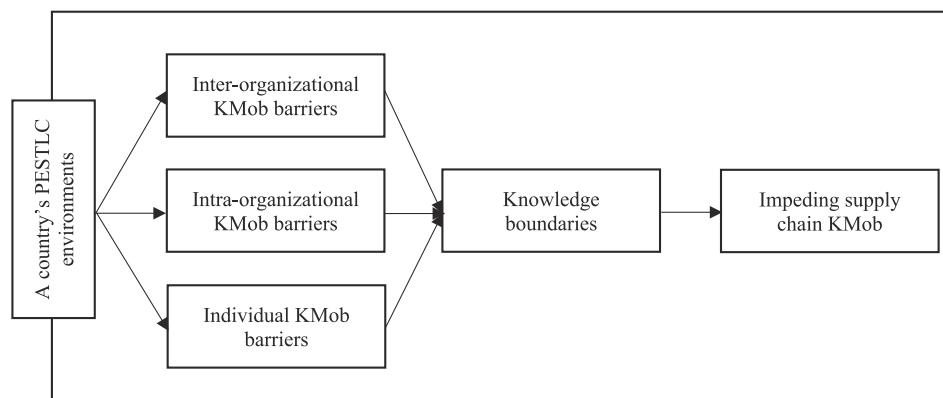 A country's PESTLC
environments
Inter-organizational
KMob barriers
Intra-organizational
KMob barriers
Individual KMob
barriers
Knowledge
boundaries
Impeding supply
chain KMob